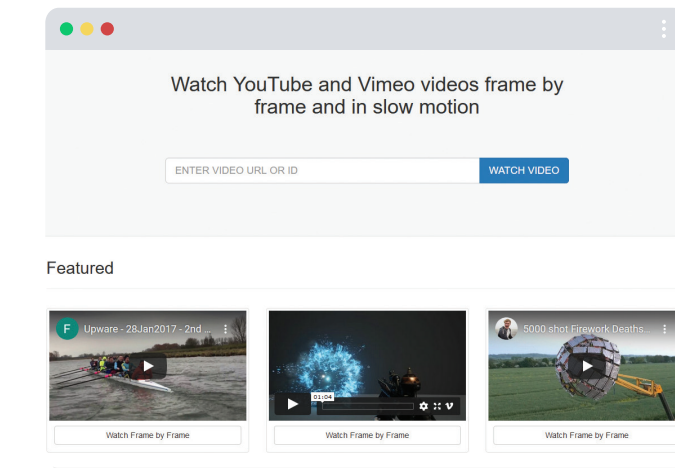 Watch YouTube and Vimeo videos frame by
frame and in slow motion
ENTER VIDEO URL OR ID
WATCH VIDEO
Featured
F
Upware - 28Jan2017 - 2nd ...
01:04
5000 shot Firework Deaths...
Watch Frame by Frame
Watch Frame by Frame
Watch Frame by Frame